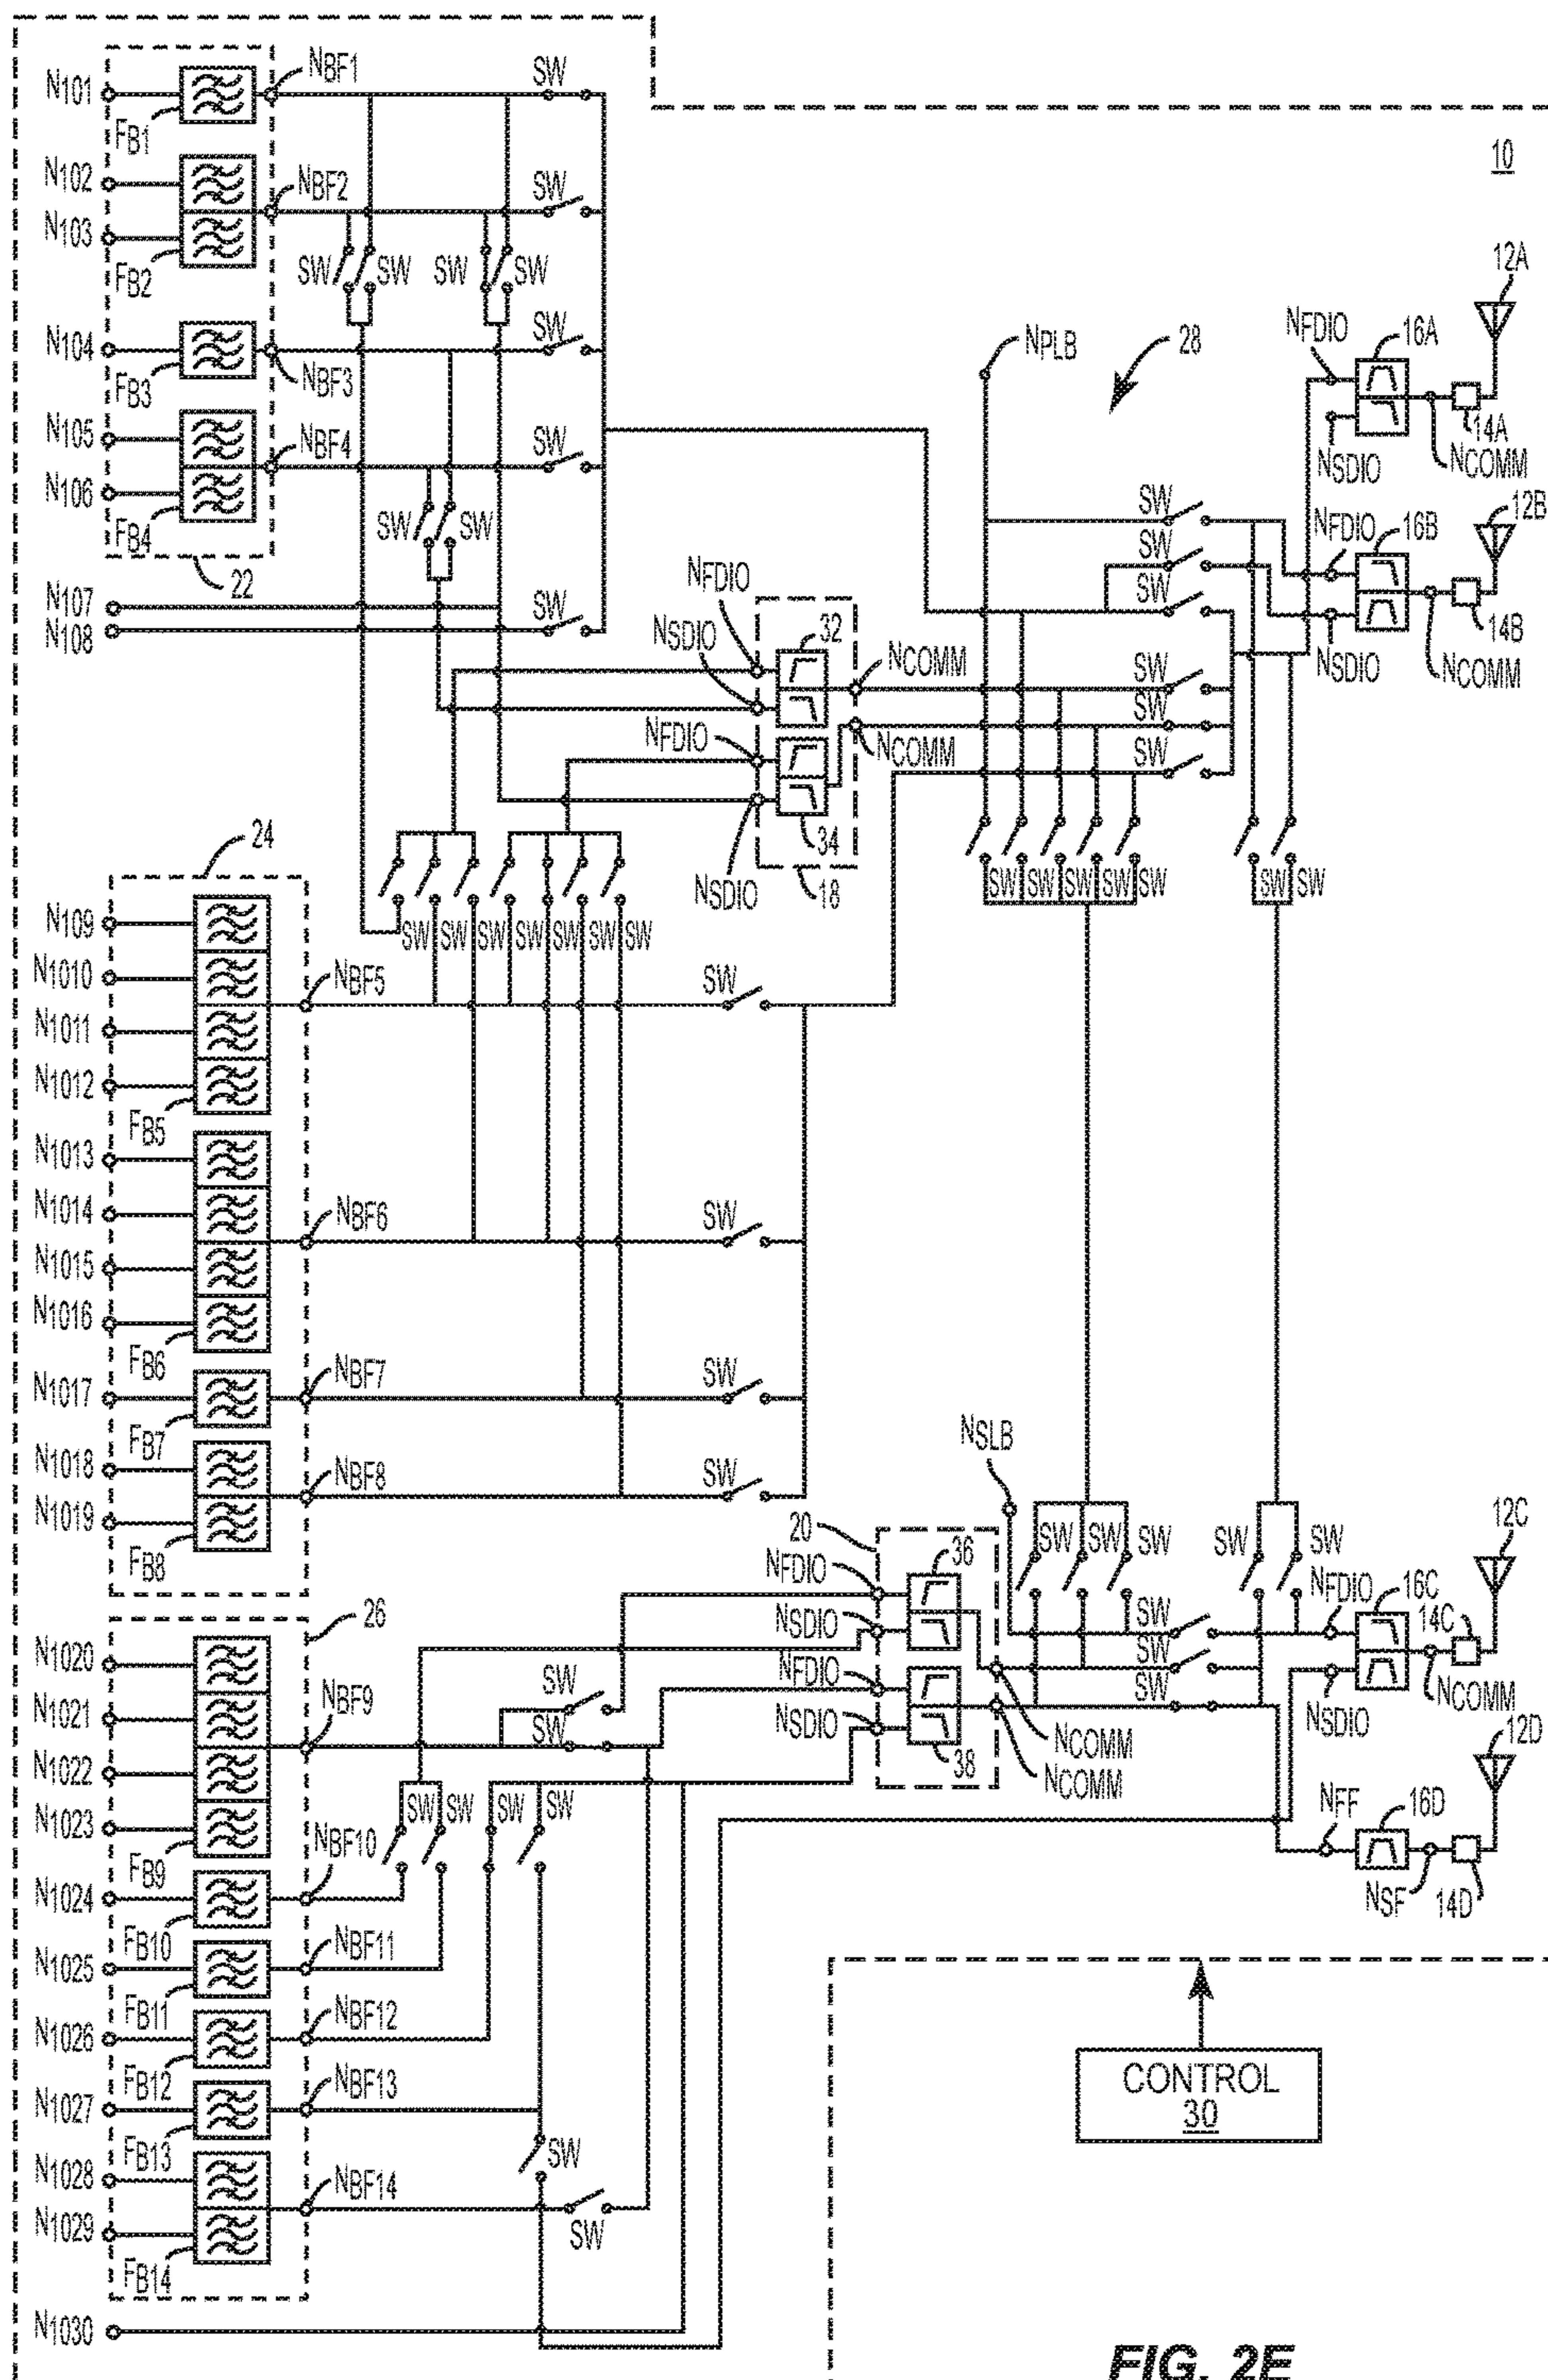 10
N101
FB1
NBF1
SW
N102
N103
FB2
NBF2
SW
SW
SW
SW
SW
N104
FB3
NBF3
SW
N105
N106
FB4
NBF4
SW
SW
SW
22
N107
N108
SW
NFDIO
NSDIO
32
NCOMM
NFDIO
NCOMM
34
NSDIO
18
NPLB
28
12A
NFDIO
16A
14A
NSDIO
NCOMM
12B
NFDIO
16B
14B
NSDIO
NCOMM
SW
SW
SW
SW
SW
SW
SW SW SW SW SW
SW SW
24
SW SW SW SW SW SW SW
N109
N1010
N1011
N1012
FB5
NBF5
SW
N1013
N1014
N1015
N1016
FB6
NBF6
SW
N1017
FB7
NBF7
SW
N1018
N1019
FB8
NBF8
SW
NSLB
20
NFDIO
36
NSDIO
NFDIO
NSDIO
38
NCOMM
NCOMM
SW SW SW
SW SW
SW
SW
SW
12C
NFDIO
16C
14C
NSDIO
NCOMM
12D
NFF
16D
NSF
14D
26
N1020
N1021
N1022
N1023
FB9
NBF9
SW
SW
SW SW SW SW
N1024
FB10
NBF10
N1025
FB11
NBF11
N1026
FB12
NBF12
N1027
FB13
NBF13
SW
N1028
N1029
FB14
NBF14
SW
N1030
CONTROL
30
FIG. 2E